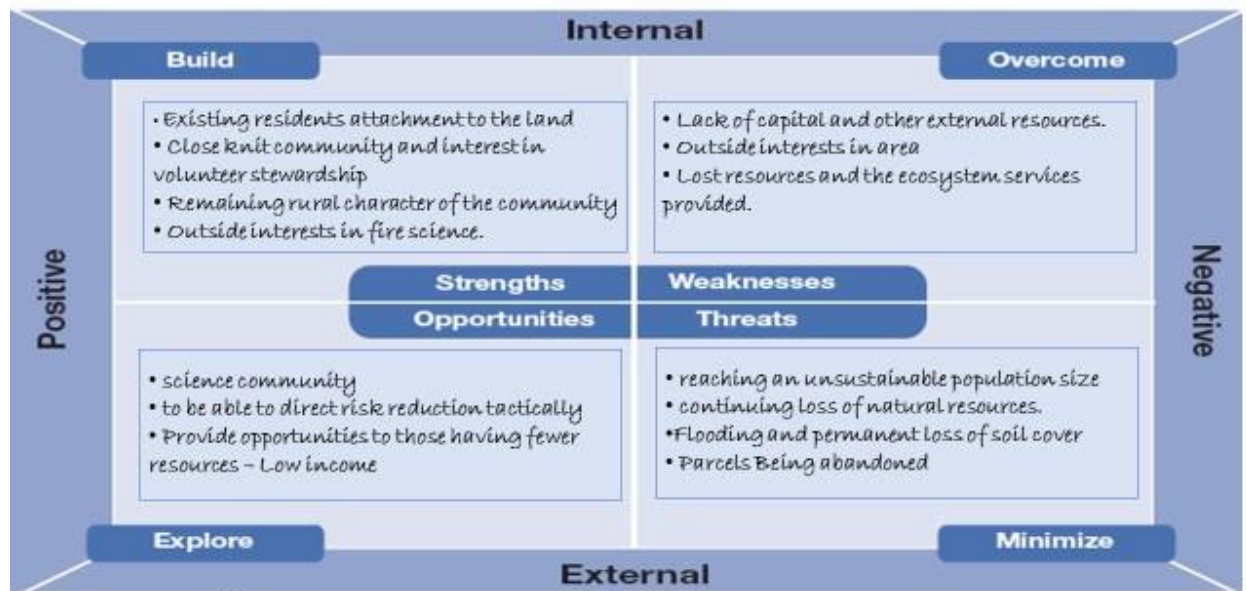 Internal
Build
Overcome
• Existing residents attachment to the land
• Close knit community and interest in
volunteer stewardship
• Remaining rural character of the community
• Outside interests in fire science.
• Lack of capital and other external resources.
• Outside interests in area
• Lost resources and the ecosystem services
provided.
Positive
Negative
Strengths
Weaknesses
Opportunities
Threats
• science community
• to be able to direct risk reduction tactically
• Provide opportunities to those having fewer
resources – Low income
• reaching an unsustainable population size
• continuing loss of natural resources.
•Flooding and permanent loss of soil cover
• Parcels Being abandoned
Explore
Minimize
External